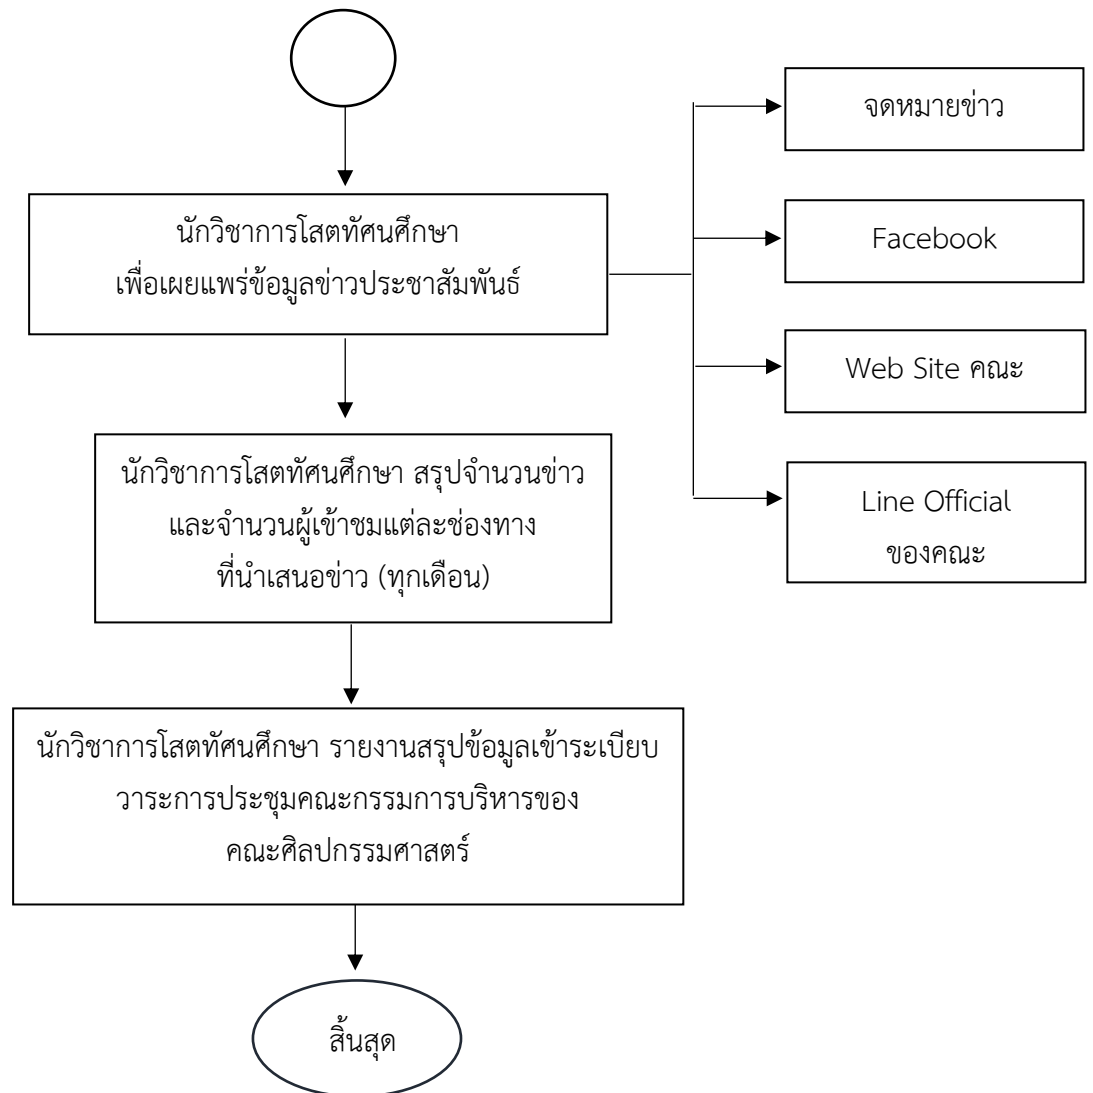 นักวิชาการโสตทัศนศึกษา
เพื่อเผยแพร่ข้อมูลข่าวประชาสัมพันธ์
จดหมายข่าว
Facebook
Web Site คณะ
Line Official
ของคณะ
นักวิชาการโสตทัศนศึกษา สรุปจำนวนข่าว
และจำนวนผู้เข้าชมแต่ละช่องทาง
ที่นำเสนอข่าว (ทุกเดือน)
นักวิชาการโสตทัศนศึกษา รายงานสรุปข้อมูลเข้าระเบียบ
วาระการประชุมคณะกรรมการบริหารของ
คณะศิลปกรรมศาสตร์
สิ้นสุด